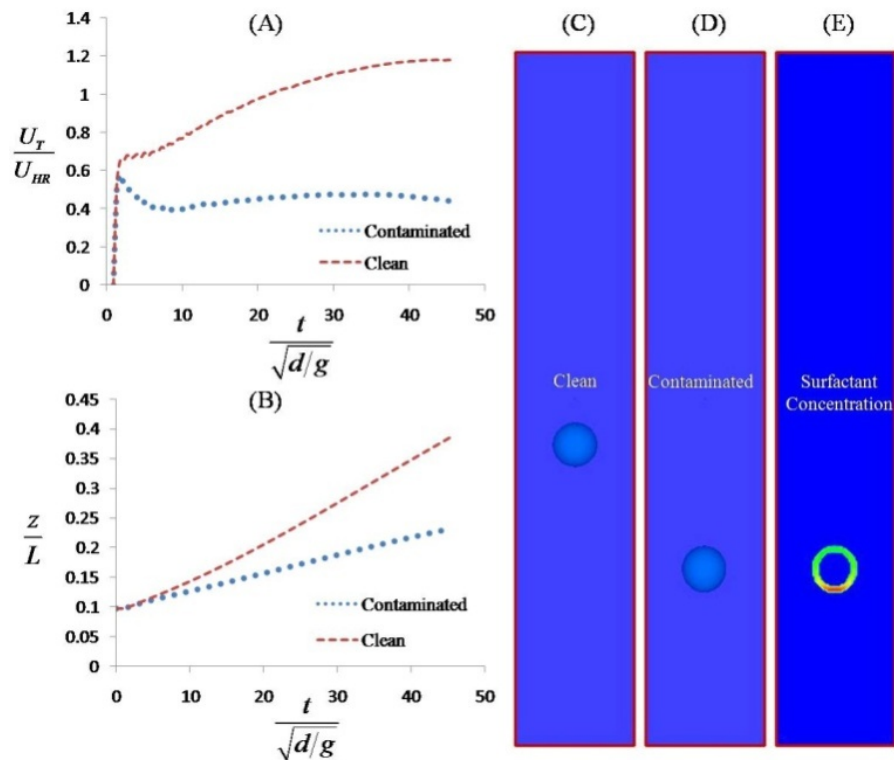 (A)
1.4
1.2
1
0.8
0.6
0.4
0.2
0
U_T
U_HR
Contaminated
Clean
0
10
20
30
40
50
t
√d/g
(B)
0.45
0.4
0.35
0.3
0.25
0.2
0.15
0.1
0.05
0
z
L
Contaminated
Clean
0
10
20
30
40
50
t
√d/g
(C)
Clean
(D)
Contaminated
(E)
Surfactant
Concentration